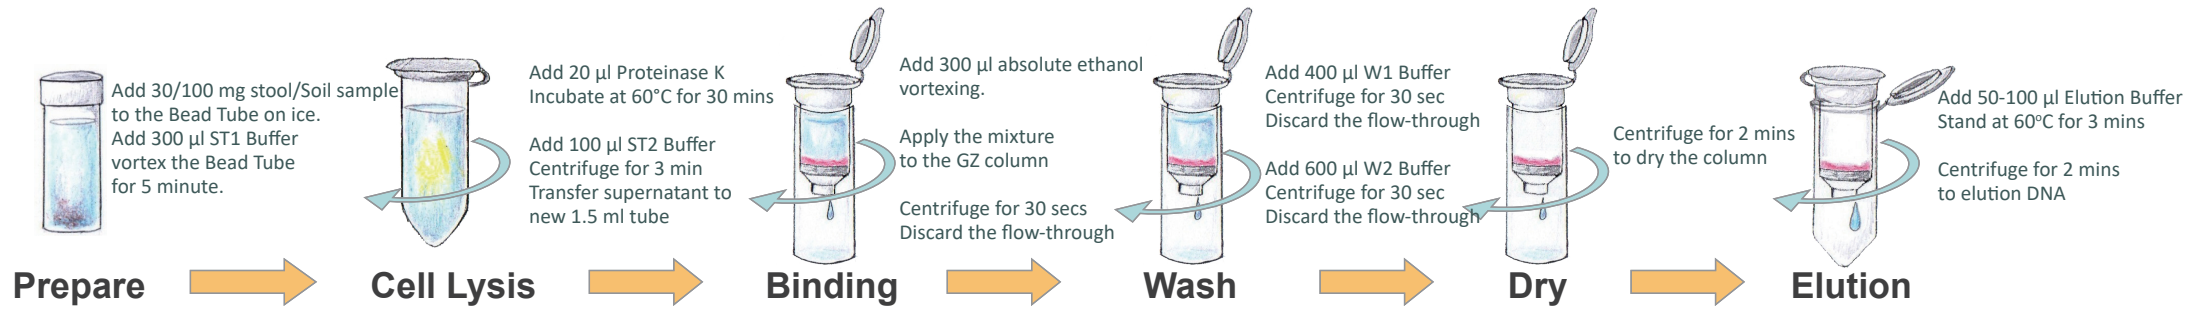 Add 30/100 mg stool/Soil sample
to the Bead Tube on ice.
Add 300 µl ST1 Buffer
vortex the Bead Tube
for 5 minute.
Prepare
Add 20 µl Proteinase K
Incubate at 60°C for 30 mins
Add 100 µl ST2 Buffer
Centrifuge for 3 min
Transfer supernatant to
new 1.5 ml tube
Cell Lysis
Add 300 µl absolute ethanol
vortexing.
Apply the mixture
to the GZ column
Centrifuge for 30 secs
Discard the flow-through
Binding
Add 400 µl W1 Buffer
Centrifuge for 30 sec
Discard the flow-through
Add 600 µl W2 Buffer
Centrifuge for 30 sec
Discard the flow-through
Wash
Centrifuge for 2 mins
to dry the column
Dry
Add 50-100 µl Elution Buffer
Stand at 60°C for 3 mins
Centrifuge for 2 mins
to elution DNA
Elution